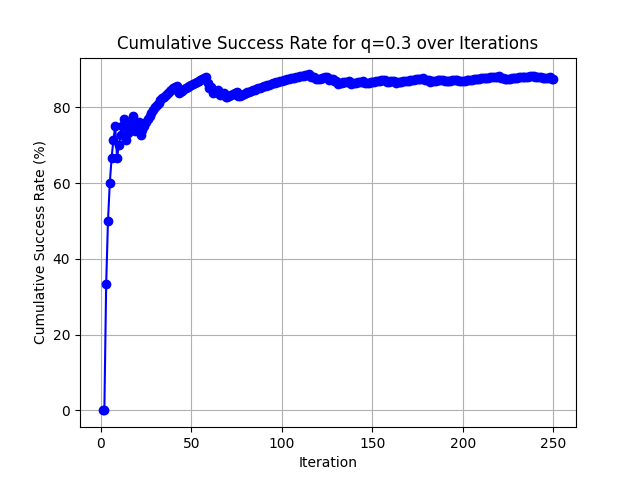 Cumulative Success Rate for q=0.3 over Iterations
Cumulative Success Rate (%)
80
60
40
20
0
0 50 100 150 200 250
Iteration